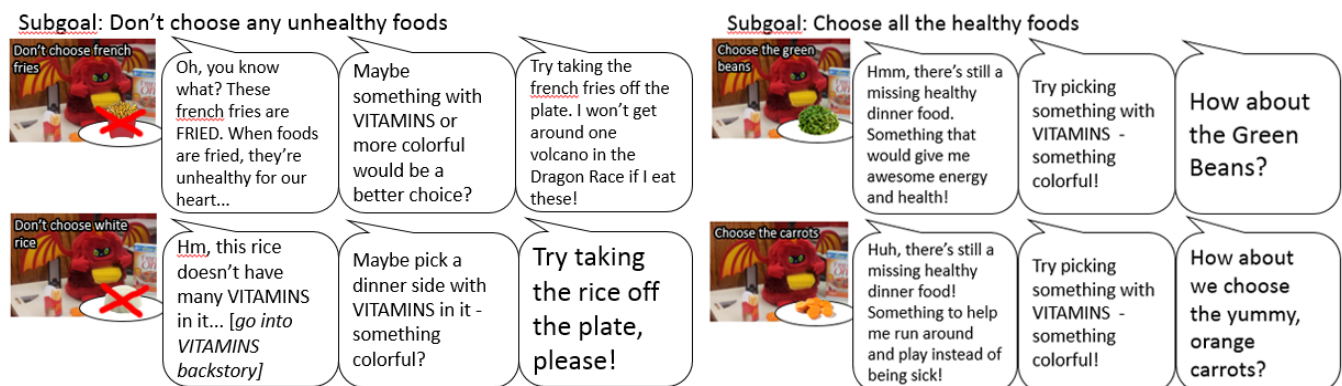 Subgoal: Don't choose any unhealthy foods
Don't choose french
fries
Oh, you know
what? These
french fries are
FRIED. When foods
are fried, they're
unhealthy for our
heart...
Maybe
something with
VITAMINS or
more colorful
would be a
better choice?
Try taking the
french fries off the
plate. I won't get
around one
volcano in the
Dragon Race if I eat
these!
Don't choose white
rice
Hm, this rice
doesn't have
many VITAMINS
in it... [go into
VITAMINS
backstory]
Maybe pick a
dinner side with
VITAMINS in it -
something
colorful?
Try taking
the rice off
the plate,
please!
Subgoal: Choose all the healthy foods
Choose the green
beans
Hmm, there's still a
missing healthy
dinner food.
Something that
would give me
awesome energy
and health!
Try picking
something with
VITAMINS -
something
colorful!
How about
the Green
Beans?
Choose the carrots
Huh, there's still a
missing healthy
dinner food!
Something to help
me run around
and play instead of
being sick!
Try picking
something with
VITAMINS -
something
colorful!
How about
we choose
the yummy,
orange
carrots?